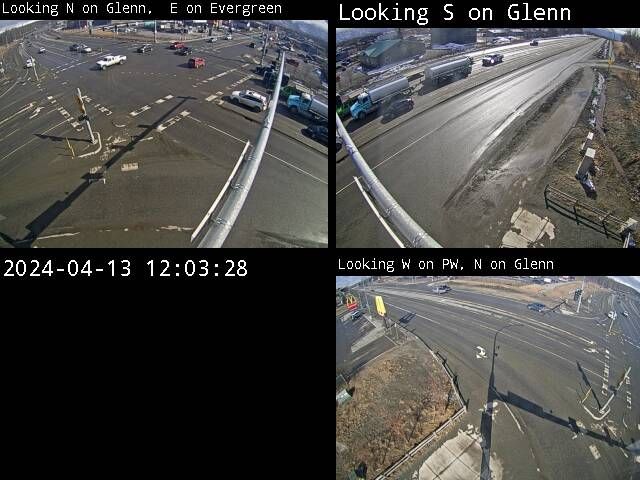 Looking N on Glenn,  E on Evergreen
Looking S on Glenn
2024-04-13 12:03:28
Looking W on PW, N on Glenn